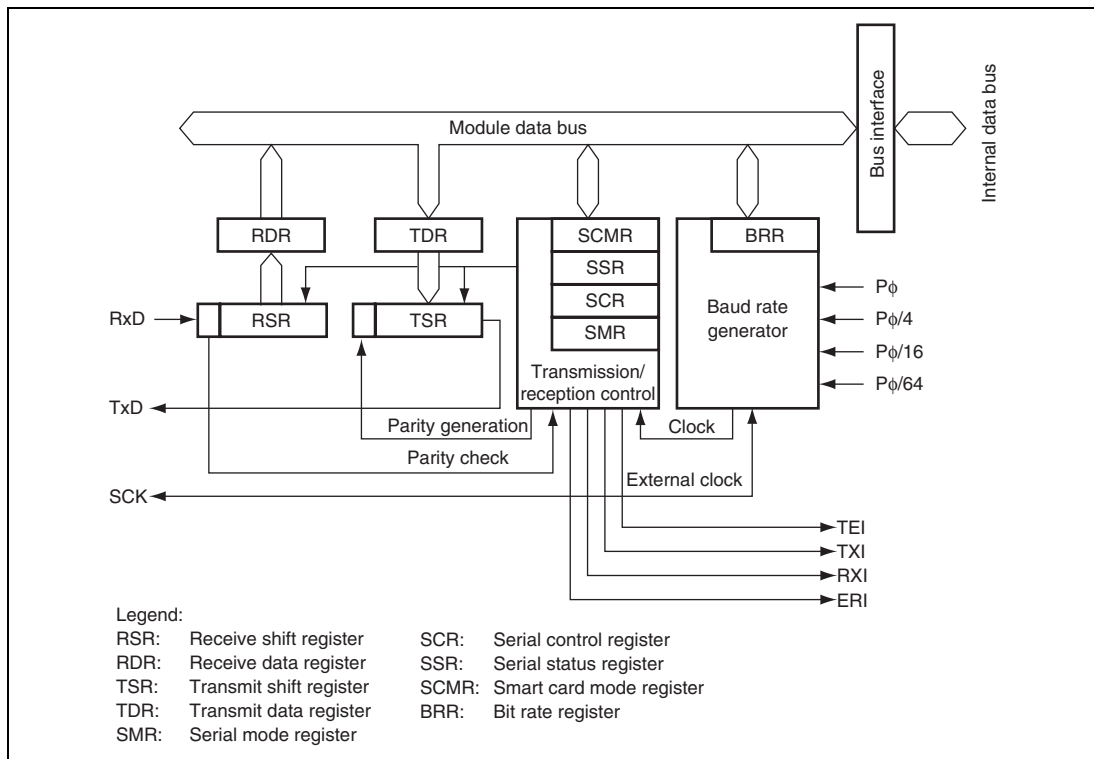 Module data bus
Bus interface
Internal data bus
RDR
TDR
SCMR
BRR
SSR
SCR
SMR
RxD
RSR
TSR
Baud rate
generator
Pϕ
Pϕ/4
Pϕ/16
Pϕ/64
Transmission/
reception control
TxD
Parity generation
Clock
Parity check
External clock
SCK
TEI
TXI
RXI
ERI
Legend:
RSR: Receive shift register
RDR: Receive data register
TSR: Transmit shift register
TDR: Transmit data register
SMR: Serial mode register
SCR: Serial control register
SSR: Serial status register
SCMR: Smart card mode register
BRR: Bit rate register